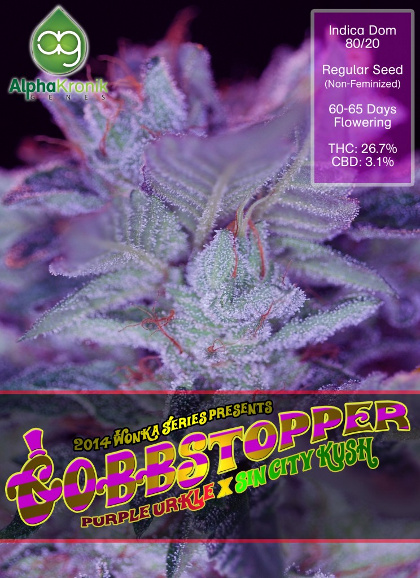 ag
AlphaKronik
GENES
Indica Dom
80/20
Regular Seed
(Non-Feminized)
60-65 Days
Flowering
THC: 26.7%
CBD: 3.1%
2014 WONKA SERIES PRESENTS
GOBBSTOPPER
PURPLE URKLE X SIN CITY KUSH